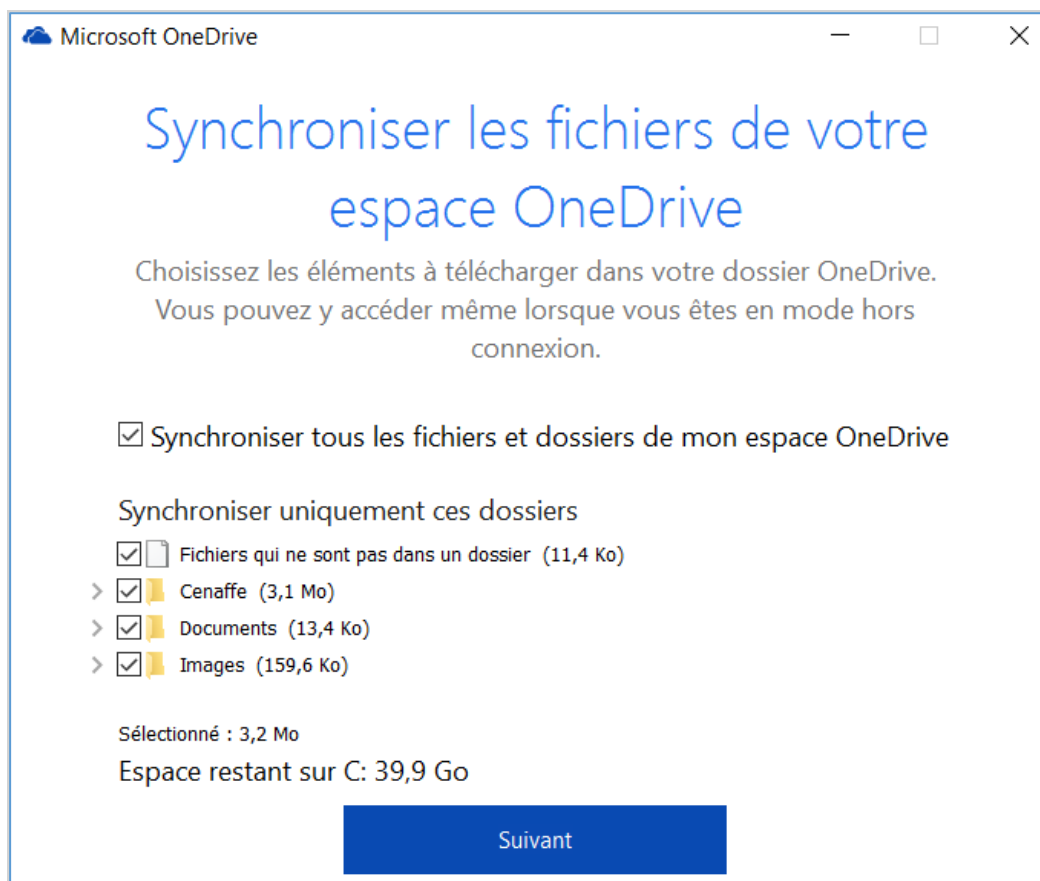 Microsoft OneDrive
Synchroniser les fichiers de votre
espace OneDrive
Choisissez les éléments à télécharger dans votre dossier OneDrive.
Vous pouvez y accéder même lorsque vous êtes en mode hors
connexion.
Synchroniser tous les fichiers et dossiers de mon espace OneDrive
Synchroniser uniquement ces dossiers
Fichiers qui ne sont pas dans un dossier (11,4 Ko)
Cenaffe (3,1 Mo)
Documents (13,4 Ko)
Images (159,6 Ko)
Sélectionné : 3,2 Mo
Espace restant sur C: 39,9 Go
Suivant